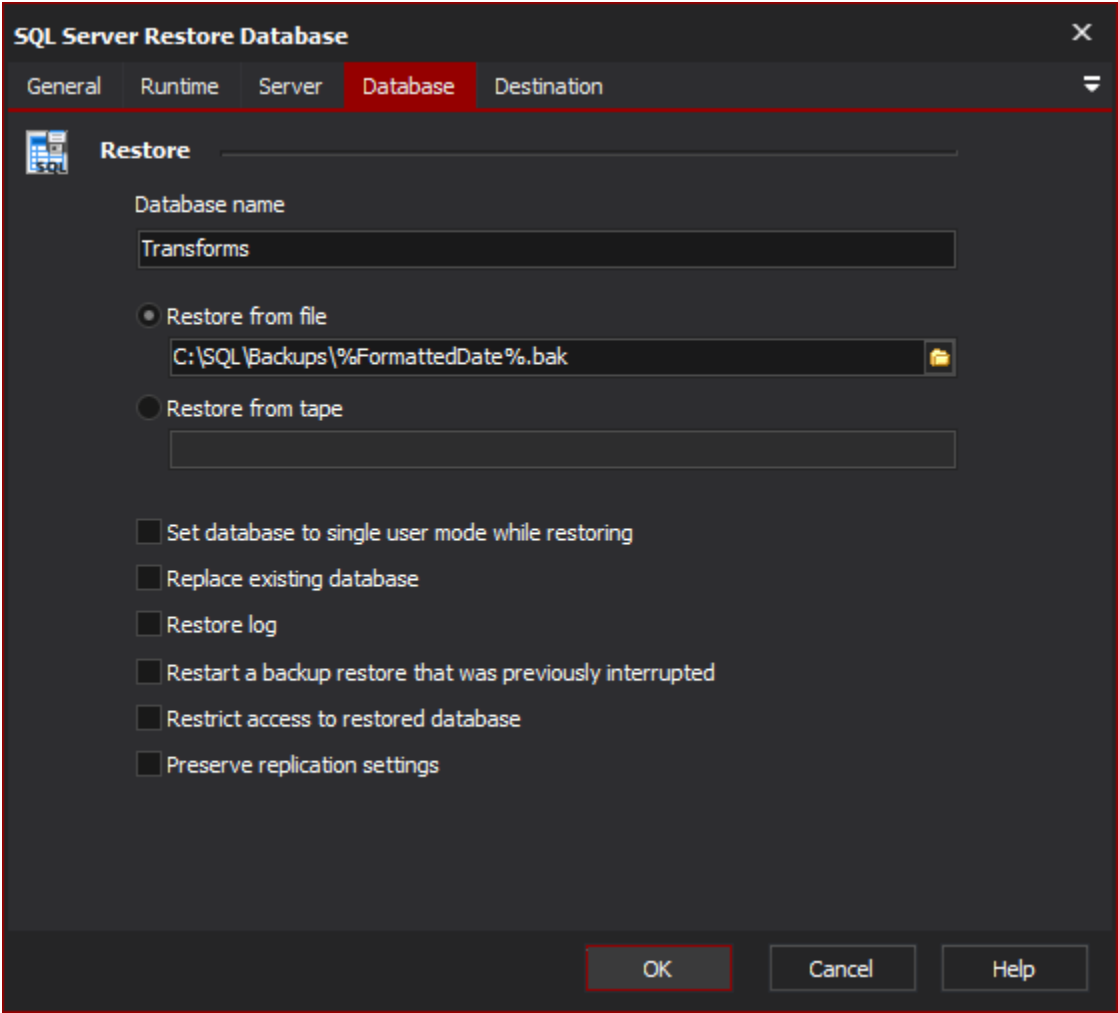 SQL Server Restore Database
General Runtime Server Database Destination
SQL
Restore
Database name
Transforms
Restore from file
C:\SQL\Backups\%FormattedDate%.bak
Restore from tape
Set database to single user mode while restoring
Replace existing database
Restore log
Restart a backup restore that was previously interrupted
Restrict access to restored database
Preserve replication settings
OK Cancel Help